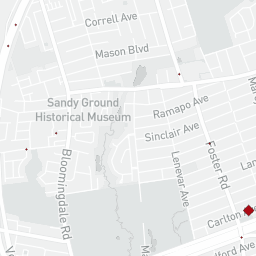 Correll Ave
Mason Blvd
Sandy Ground
Historical Museum
Ramapo Ave
Sinclair Ave
Bloomingdale Rd
Lenevar Ave
Foster Rd
Carlton